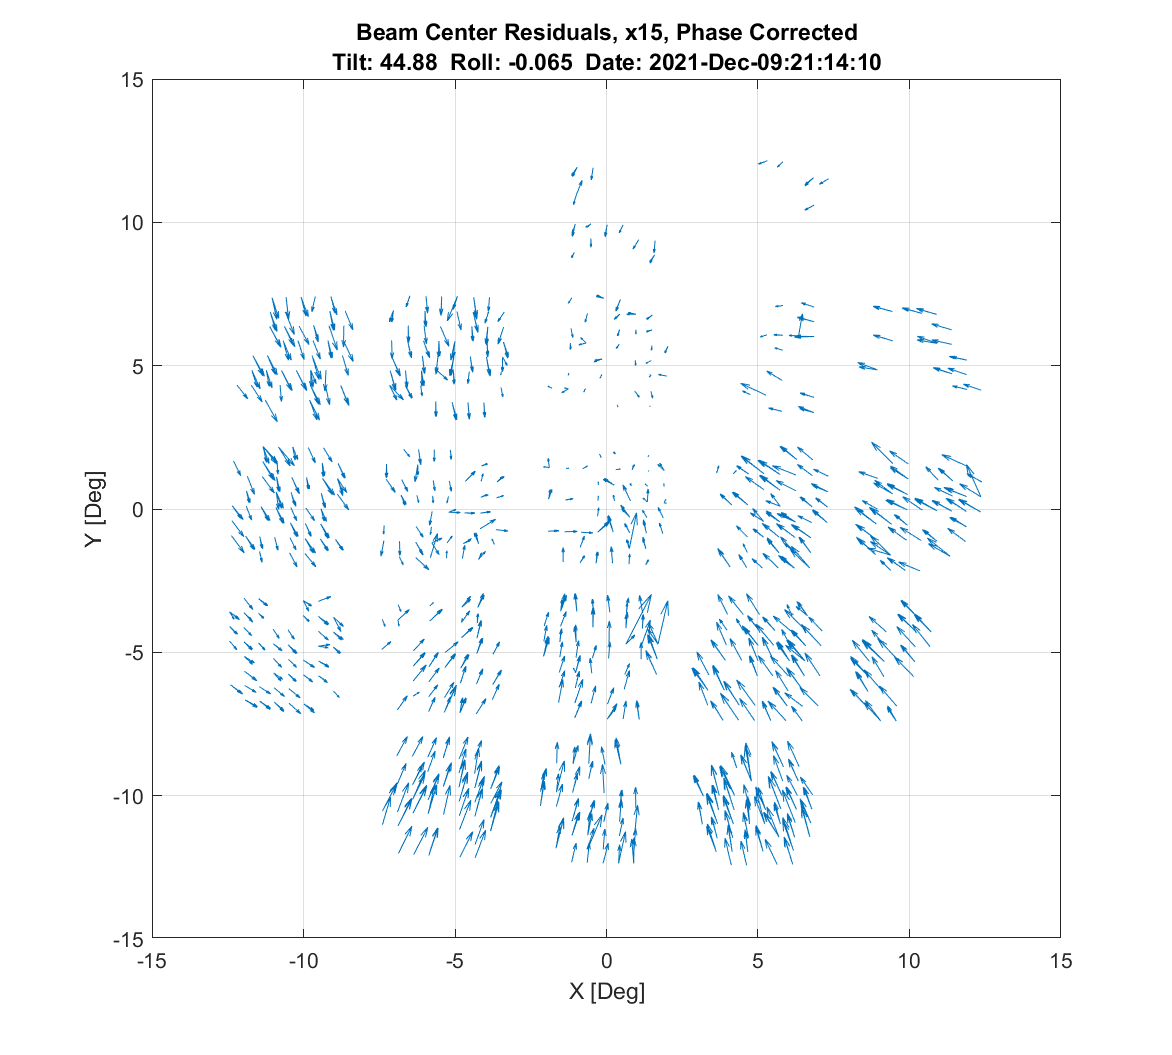 Beam Center Residuals, x15, Phase Corrected
Tilt: 44.88 Roll: -0.065 Date: 2021-Dec-09:21:14:10
15
10
5
0
-5
-10
-15
Y [Deg]
-15 -10 -5 0 5 10 15
X [Deg]